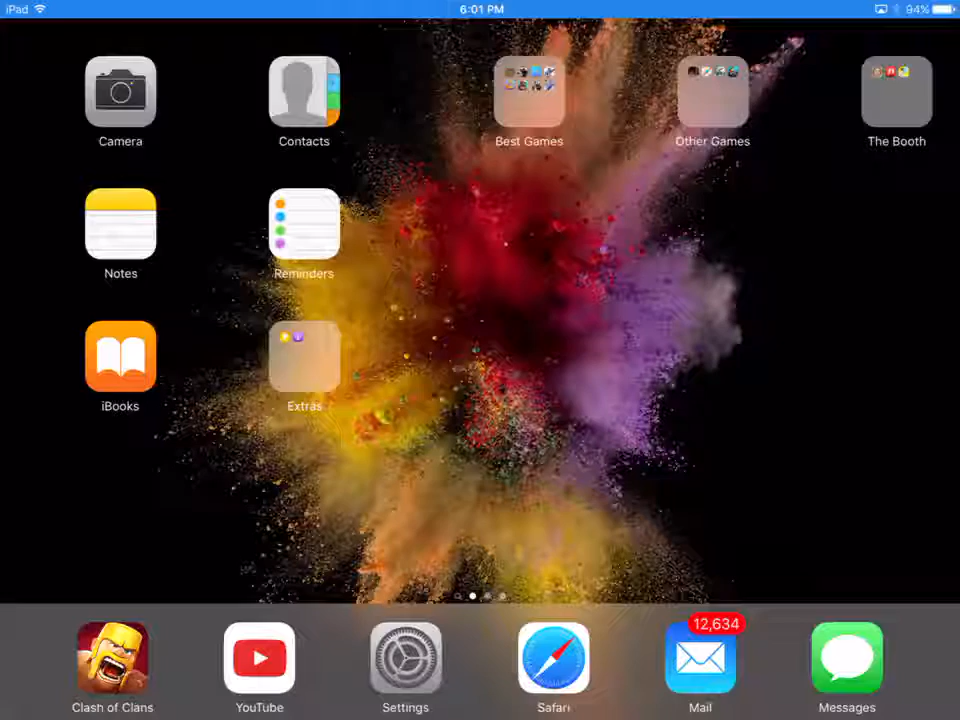 iPad 6:01 PM 94%
Camera Contacts Best Games Other Games The Booth
Notes Reminders
iBooks Extras
12,634
Clash of Clans YouTube Settings Safari Mail Messages